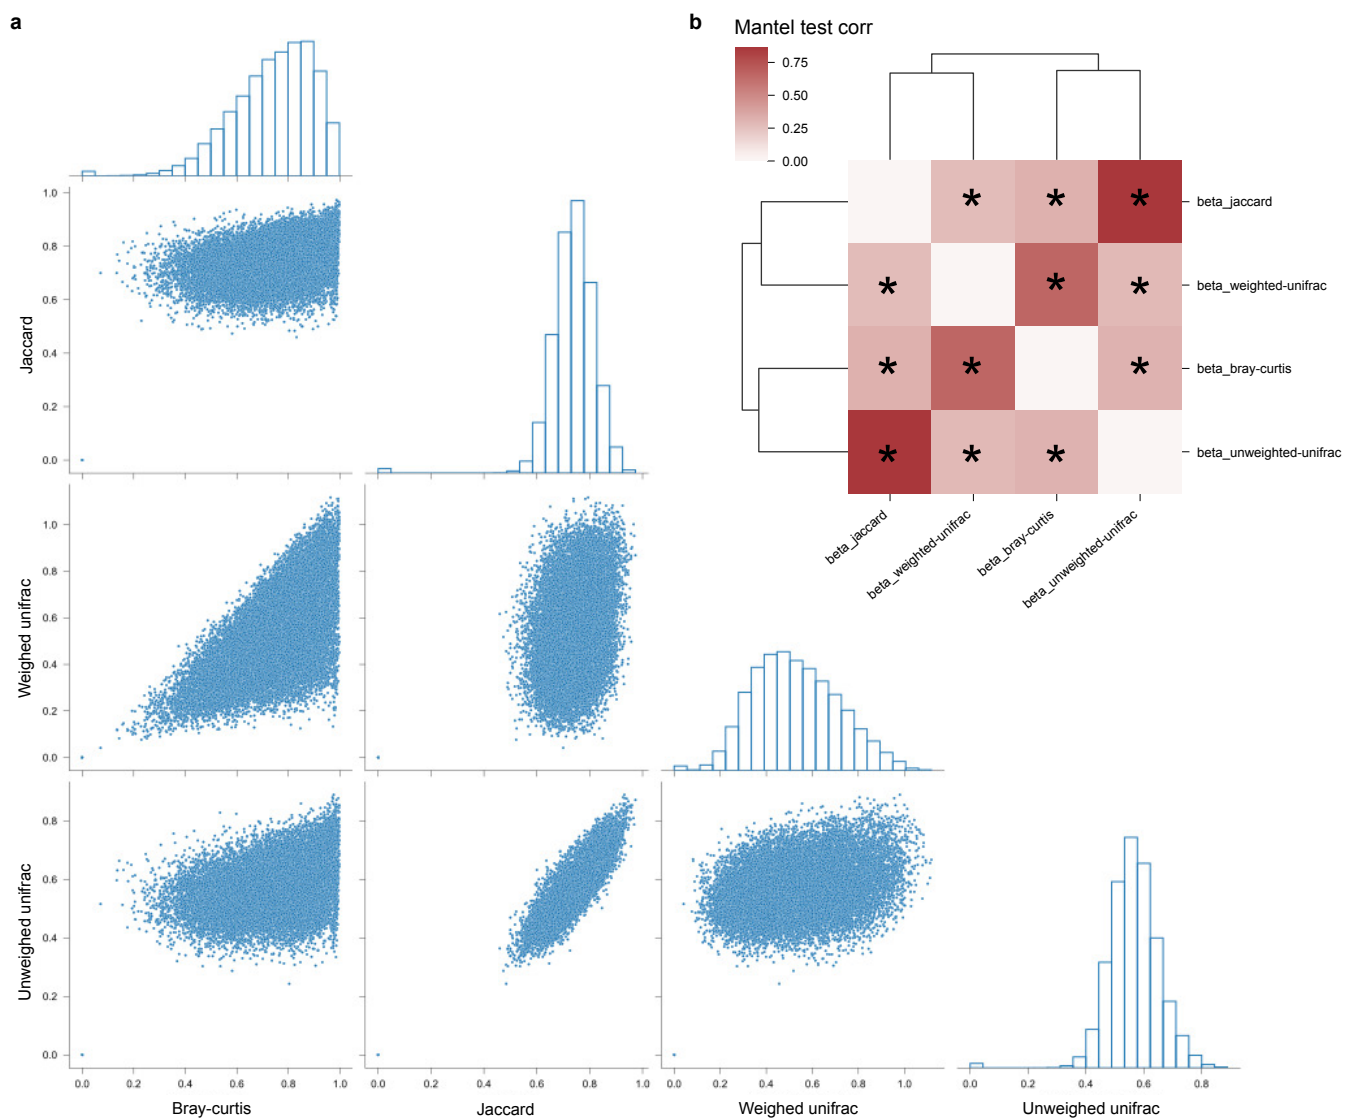 a
b
Mantel test corr
0.75
0.50
0.25
0.00
* * *
beta_jaccard
* * *
beta_weighted-unifrac
* * *
beta_bray-curtis
* * *
beta_unweighted-unifrac
beta_jaccard
beta_weighted-unifrac
beta_bray-curtis
beta_unweighted-unifrac
1.0
0.8
0.6
0.4
0.2
0.0
Jaccard
1.0
0.8
0.6
0.4
0.2
0.0
Weighed unifrac
0.8
0.6
0.4
0.2
0.0
Unweighed unifrac
0.0 0.2 0.4 0.6 0.8 1.0
Bray-curtis
0.0 0.2 0.4 0.6 0.8 1.0
Jaccard
0.0 0.2 0.4 0.6 0.8 1.0
Weighed unifrac
0.0 0.2 0.4 0.6 0.8
Unweighed unifrac